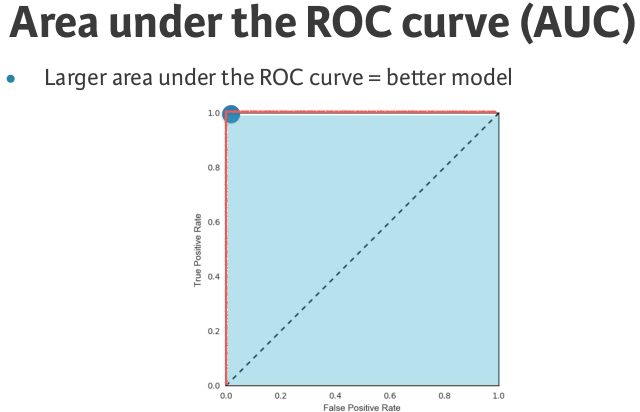 Area under the ROC curve (AUC)
• Larger area under the ROC curve = better model
1.0
0.8
0.6
0.4
0.2
0.0
True Positive Rate
0.0 0.2 0.4 0.6 0.8 1.0
False Positive Rate